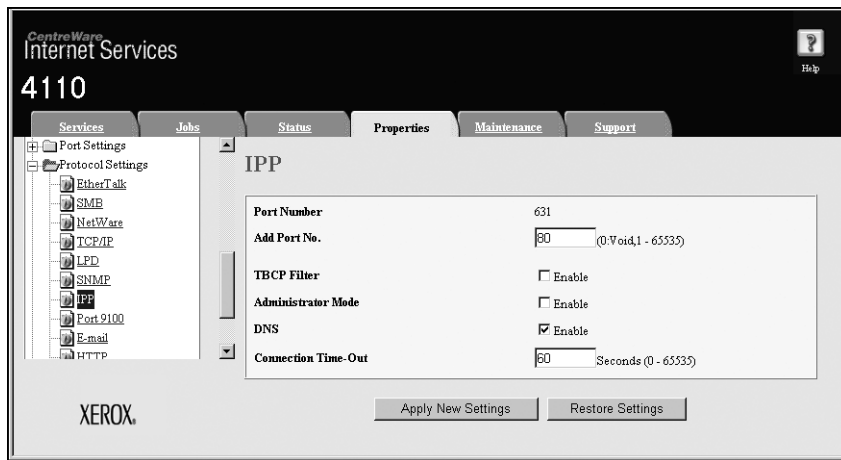 CentreWare
Internet Services
4110
Help
Services Jobs Status Properties Maintenance Support
Port Settings
Protocol Settings
EtherTalk
SMB
NetWare
TCP/IP
LPD
SNMP
IPP
Port 9100
E-mail
HTTP
IPP
Port Number 631
Add Port No. 80 (0:Void,1 - 65535)
TBCP Filter Enable
Administrator Mode Enable
DNS Enable
Connection Time-Out 60 Seconds (0 - 65535)
Apply New Settings Restore Settings
XEROX.